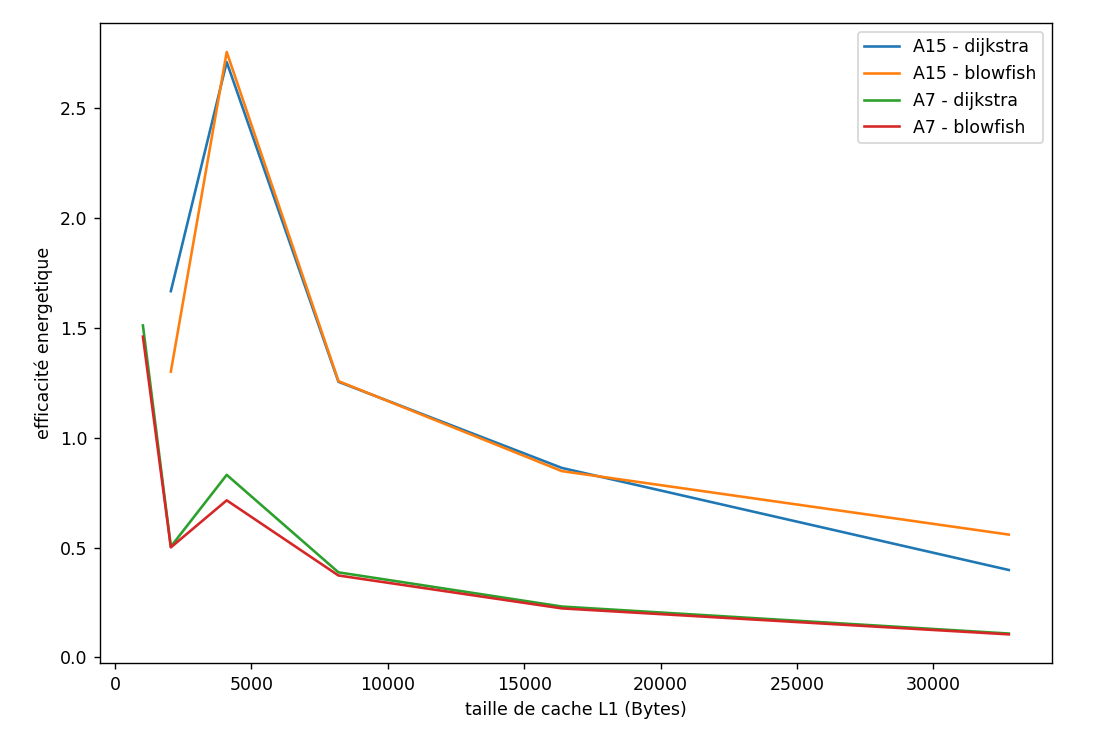 A15 - dijkstra
A15 - blowfish
A7 - dijkstra
A7 - blowfish
efficacité energetique
2.5
2.0
1.5
1.0
0.5
0.0
0 5000 10000 15000 20000 25000 30000
taille de cache L1 (Bytes)